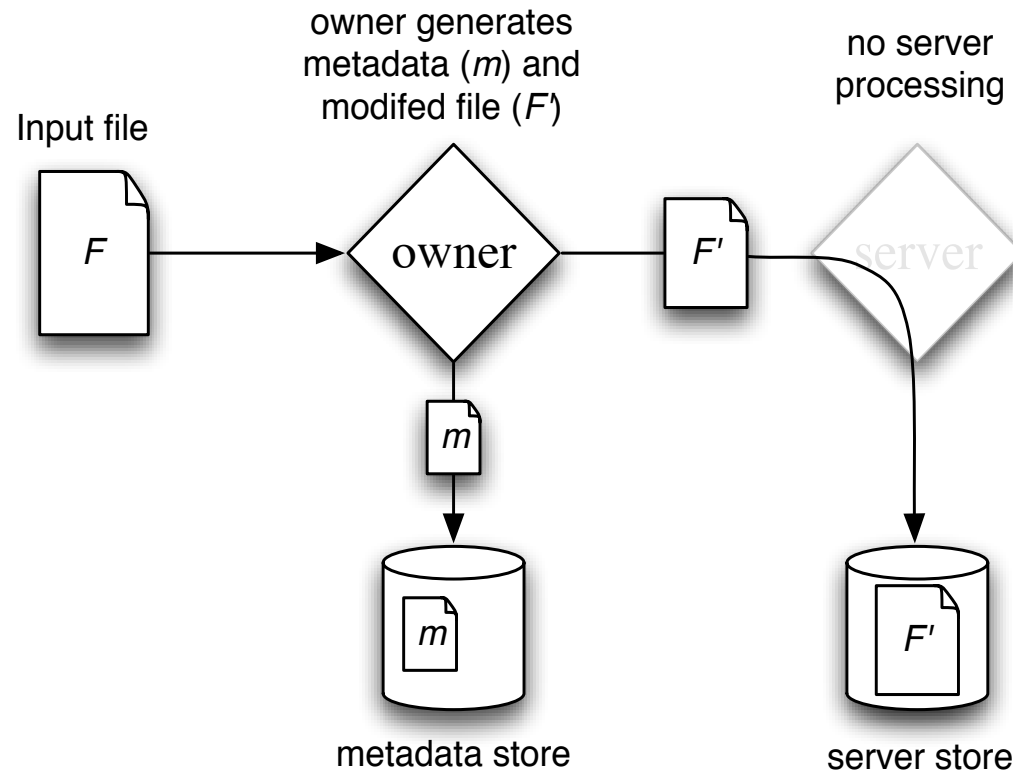 owner generates
metadata (m) and
modifed file (F')
no server
processing
Input file
F
owner
F'
server
m
m
F'
metadata store
server store